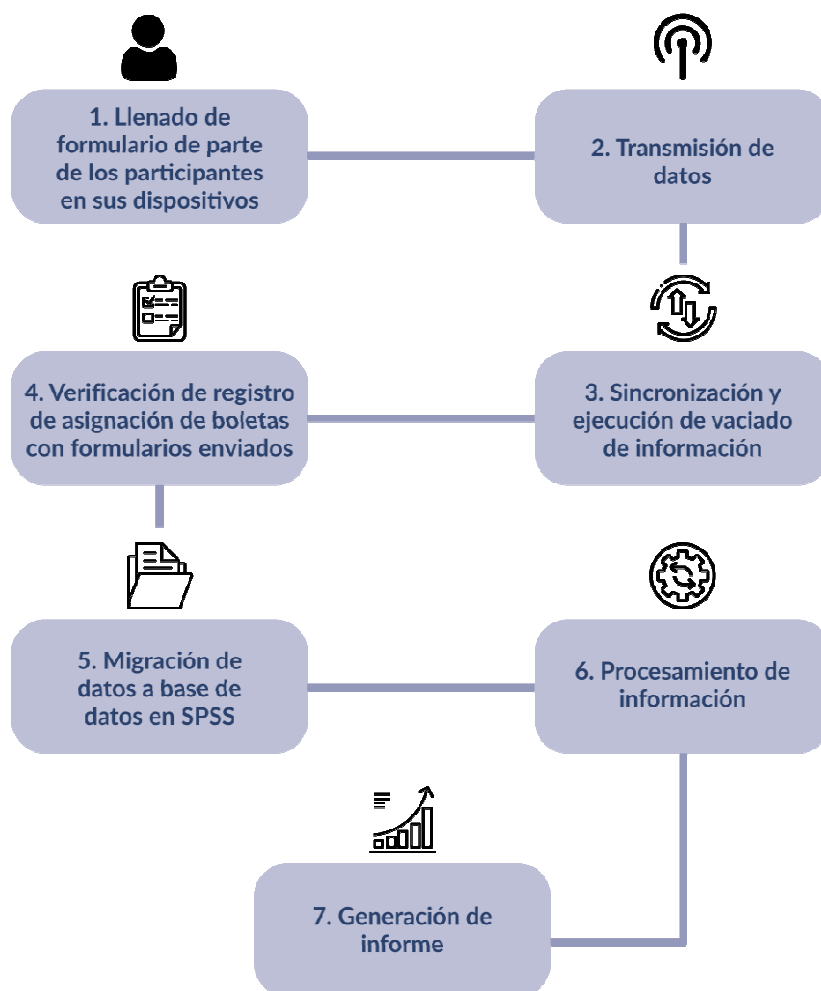 1. Llenado de
formulario de parte
de los participantes
en sus dispositivos
2. Transmisión de
datos
3. Sincronización y
ejecución de vaciado
de información
4. Verificación de registro
de asignación de boletas
con formularios enviados
5. Migración de
datos a base de
datos en SPSS
6. Procesamiento de
información
7. Generación de
informe